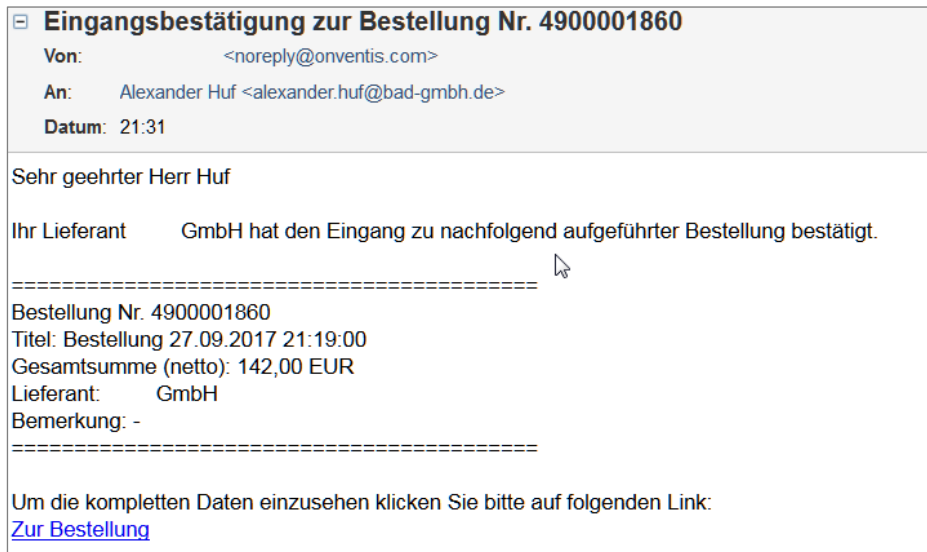 Eingangsbestätigung zur Bestellung Nr. 4900001860
Von: <noreply@onventis.com>
An: Alexander Huf <alexander.huf@bad-gmbh.de>
Datum: 21:31
Sehr geehrter Herr Huf
Ihr Lieferant GmbH hat den Eingang zu nachfolgend aufgeführter Bestellung bestätigt.
==========================================
Bestellung Nr. 4900001860
Titel: Bestellung 27.09.2017 21:19:00
Gesamtsumme (netto): 142,00 EUR
Lieferant: GmbH
Bemerkung: -
==========================================
Um die kompletten Daten einzusehen klicken Sie bitte auf folgenden Link:
Zur Bestellung